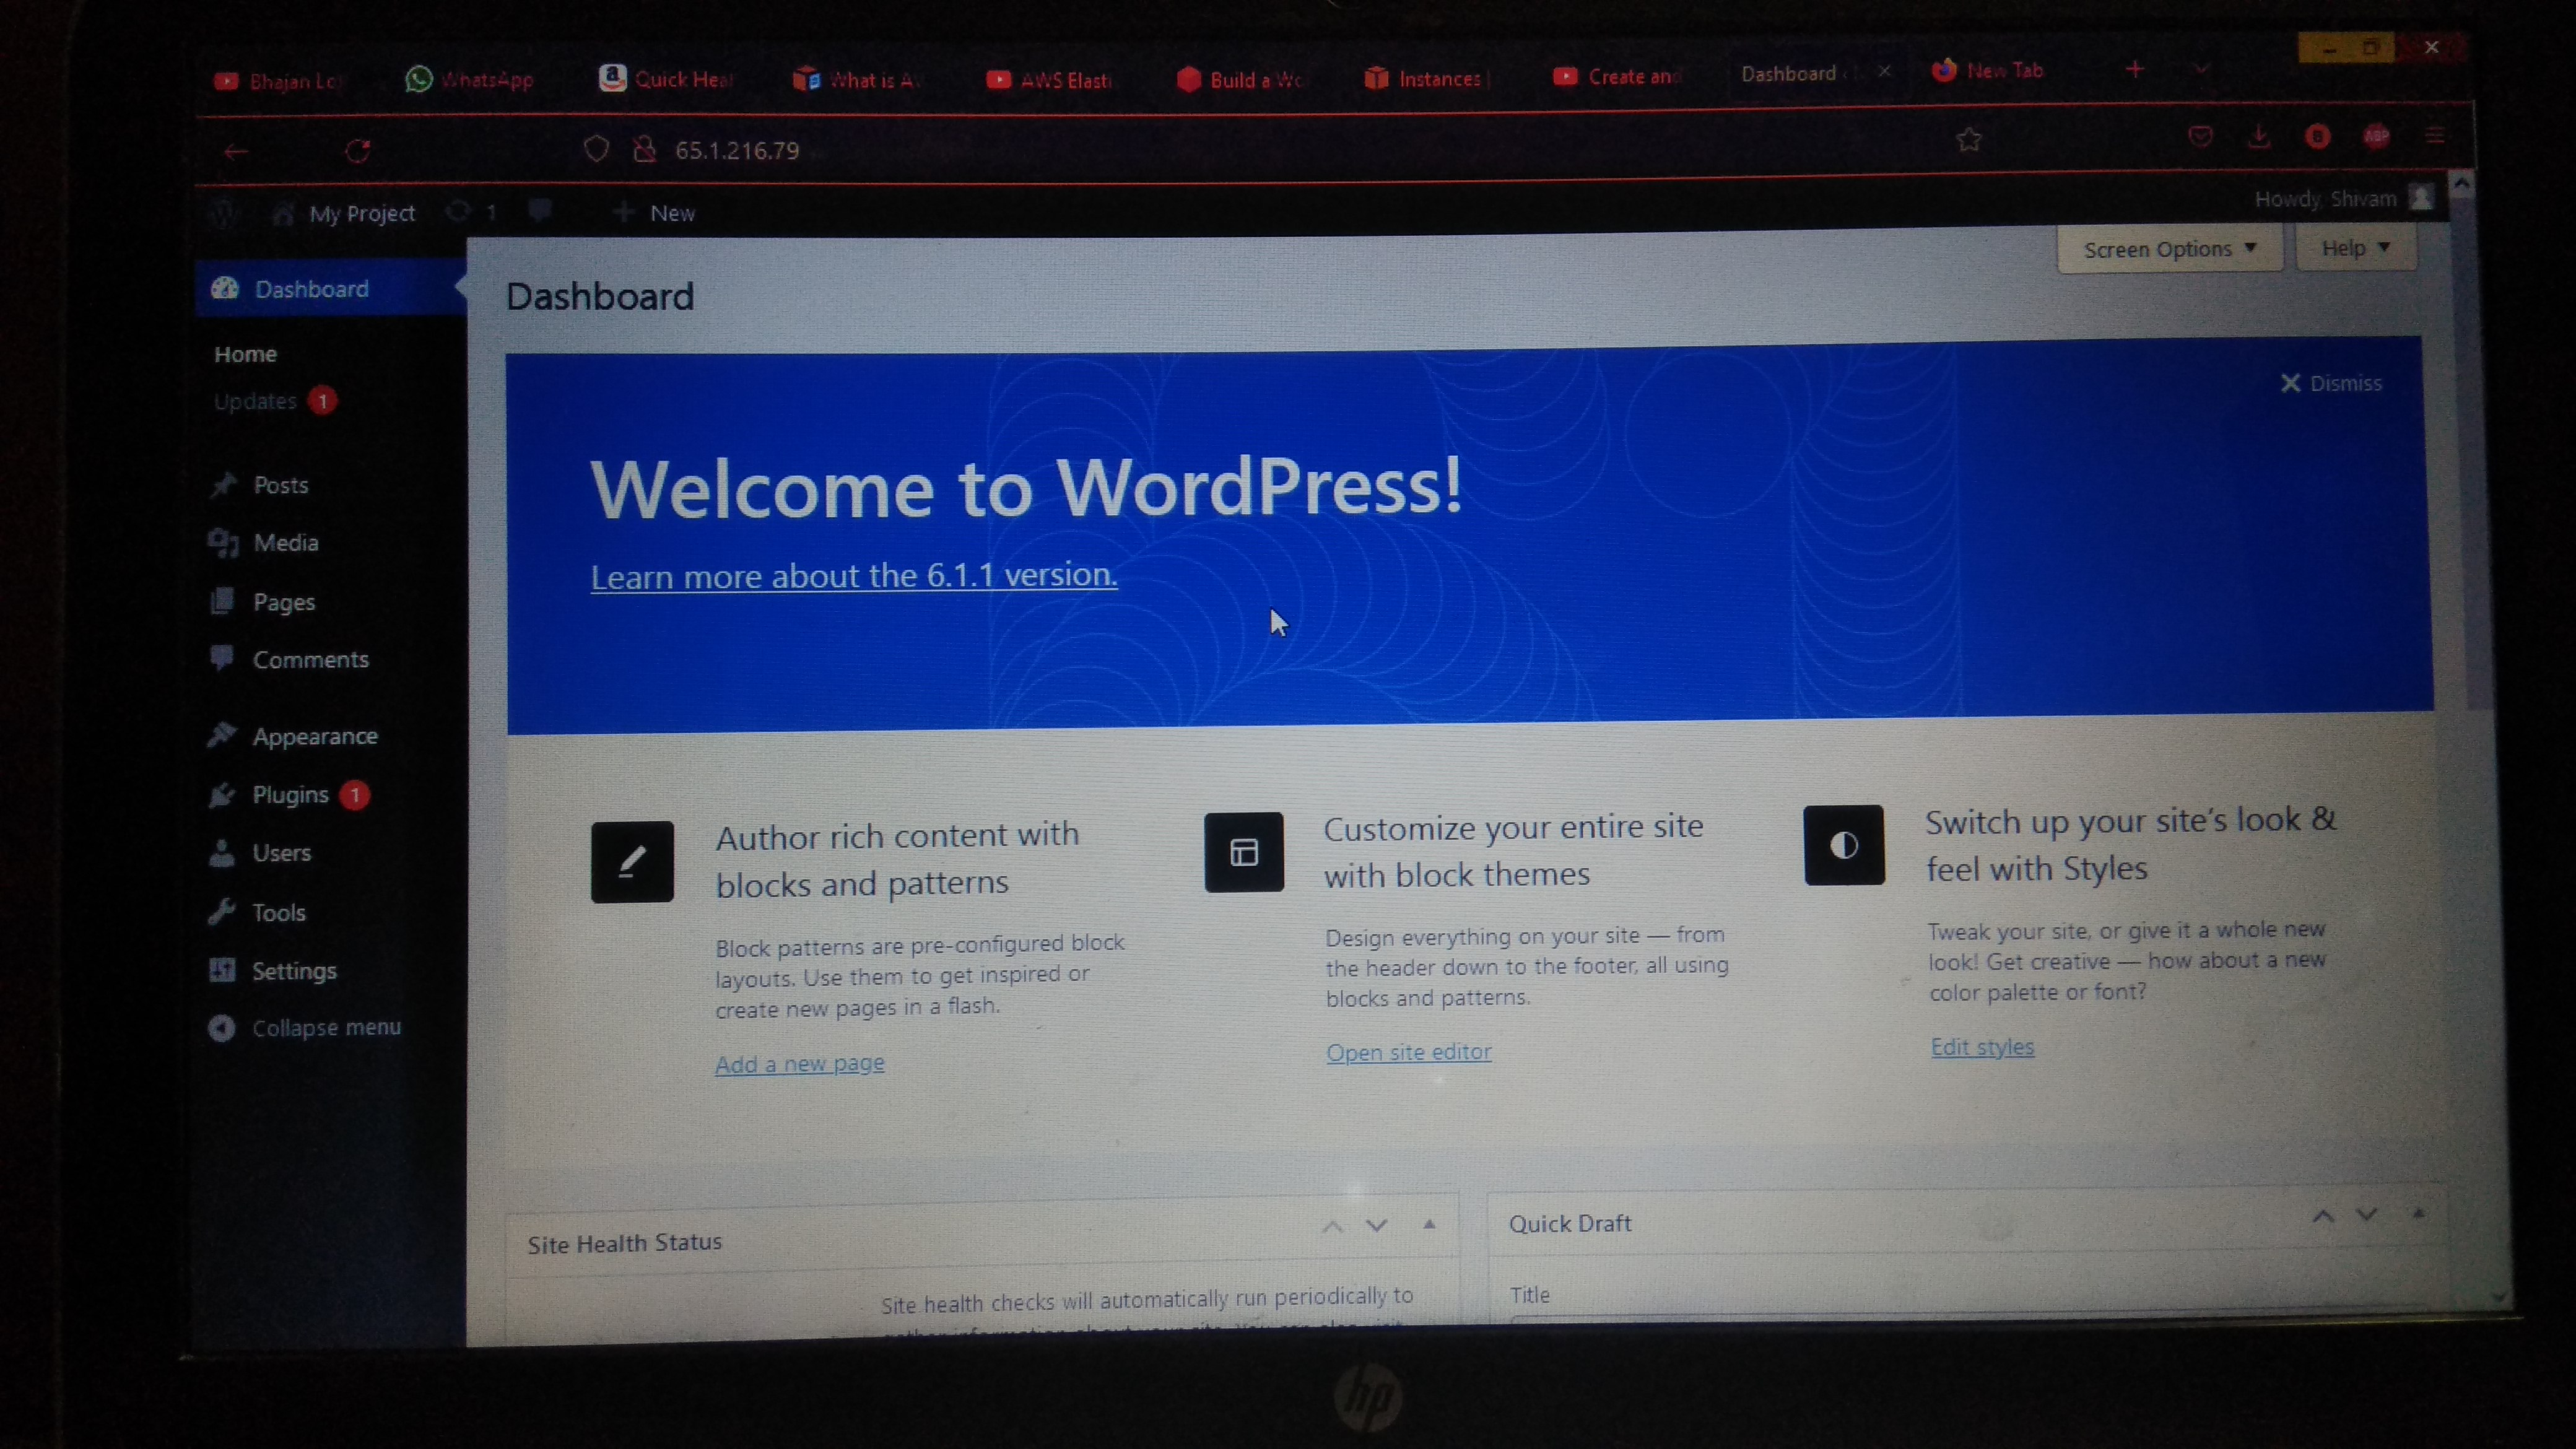 Bhajan Lo
WhatsApp
Quick Heal
What is A
AWS Elasti
Build a Wo
Instances |
Create and
Dashboard
New Tab
65.1.216.79
ABP
My Project
1
New
Howdy, Shivam
Screen Options
Help
Dashboard
Home
Updates 1
Posts
Media
Pages
Comments
Appearance
Plugins 1
Users
Tools
Settings
Collapse menu
Dashboard
Dismiss
Welcome to WordPress!
Learn more about the 6.1.1 version.
Author rich content with
blocks and patterns
Block patterns are pre-configured block
layouts. Use them to get inspired or
create new pages in a flash.
Add a new page
Customize your entire site
with block themes
Design everything on your site — from
the header down to the footer, all using
blocks and patterns.
Open site editor
Switch up your site's look &
feel with Styles
Tweak your site, or give it a whole new
look! Get creative — how about a new
color palette or font?
Edit styles
Site Health Status
Site health checks will automatically run periodically to
Quick Draft
Title
hp